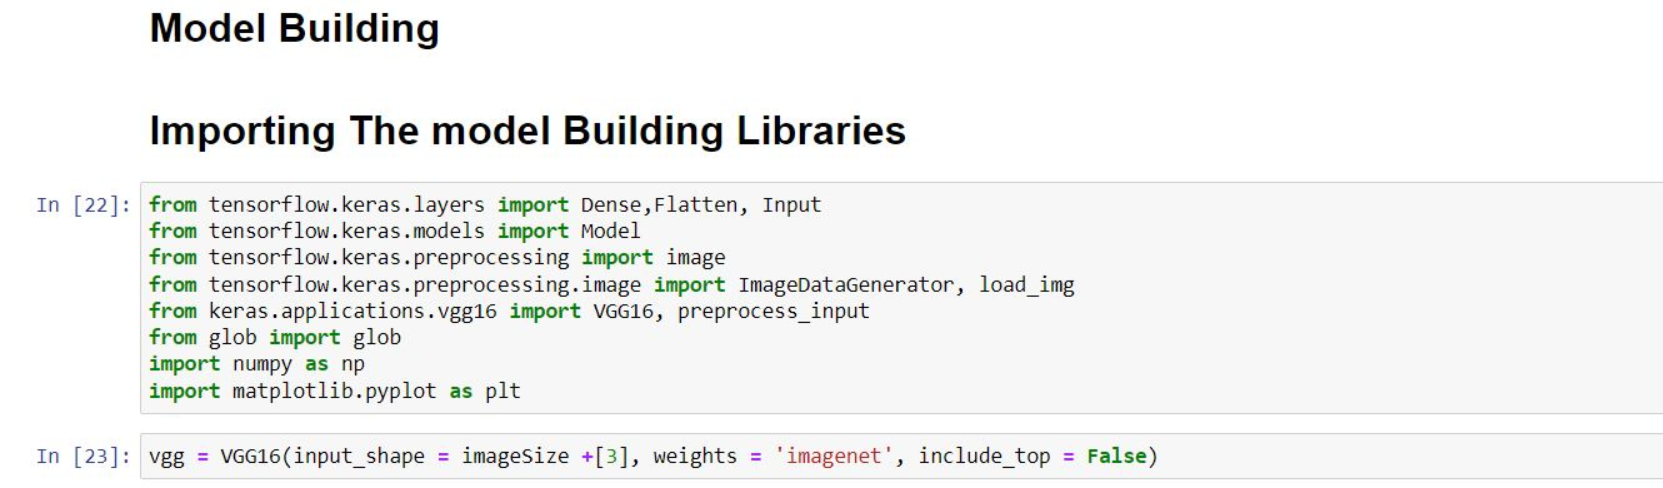 Model Building
Importing The model Building Libraries
In [22]: from tensorflow.keras.layers import Dense,Flatten, Input
from tensorflow.keras.models import Model
from tensorflow.keras.preprocessing import image
from tensorflow.keras.preprocessing.image import ImageDataGenerator, load_img
from keras.applications.vgg16 import VGG16, preprocess_input
from glob import glob
import numpy as np
import matplotlib.pyplot as plt
In [23]: vgg = VGG16(input_shape = imageSize +[3], weights = 'imagenet', include_top = False)